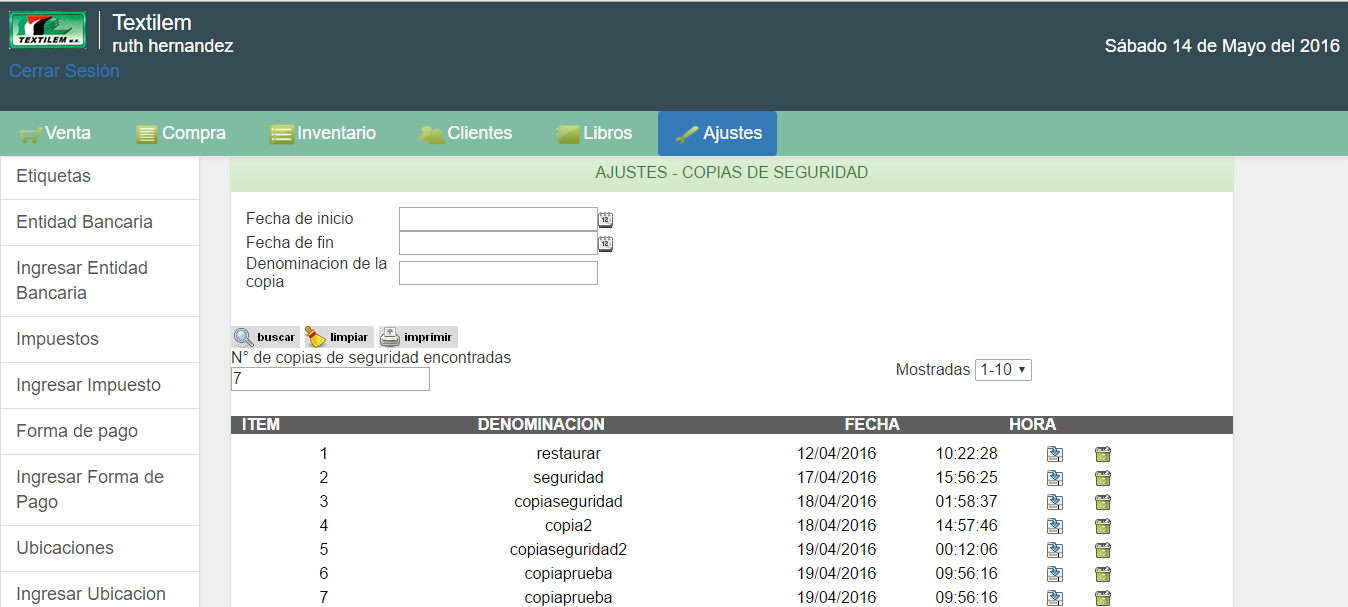 TEXTILEM S.A.
Textilem
ruth hernandez
Cerrar Sesión
Sábado 14 de Mayo del 2016
Venta Compra Inventario Clientes Libros Ajustes
Etiquetas
Entidad Bancaria
Ingresar Entidad
Bancaria
Impuestos
Ingresar Impuesto
Forma de pago
Ingresar Forma de
Pago
Ubicaciones
Ingresar Ubicacion
AJUSTES - COPIAS DE SEGURIDAD
Fecha de inicio
12
Fecha de fin
12
Denominacion de la
copia
buscar limpiar imprimir
N° de copias de seguridad encontradas
7
Mostradas 1-10
ITEM DENOMINACION FECHA HORA
1 restaurar 12/04/2016 10:22:28
2 seguridad 17/04/2016 15:56:25
3 copiaseguridad 18/04/2016 01:58:37
4 copia2 18/04/2016 14:57:46
5 copiaseguridad2 19/04/2016 00:12:06
6 copiaprueba 19/04/2016 09:56:16
7 copiaprueba 19/04/2016 09:56:16